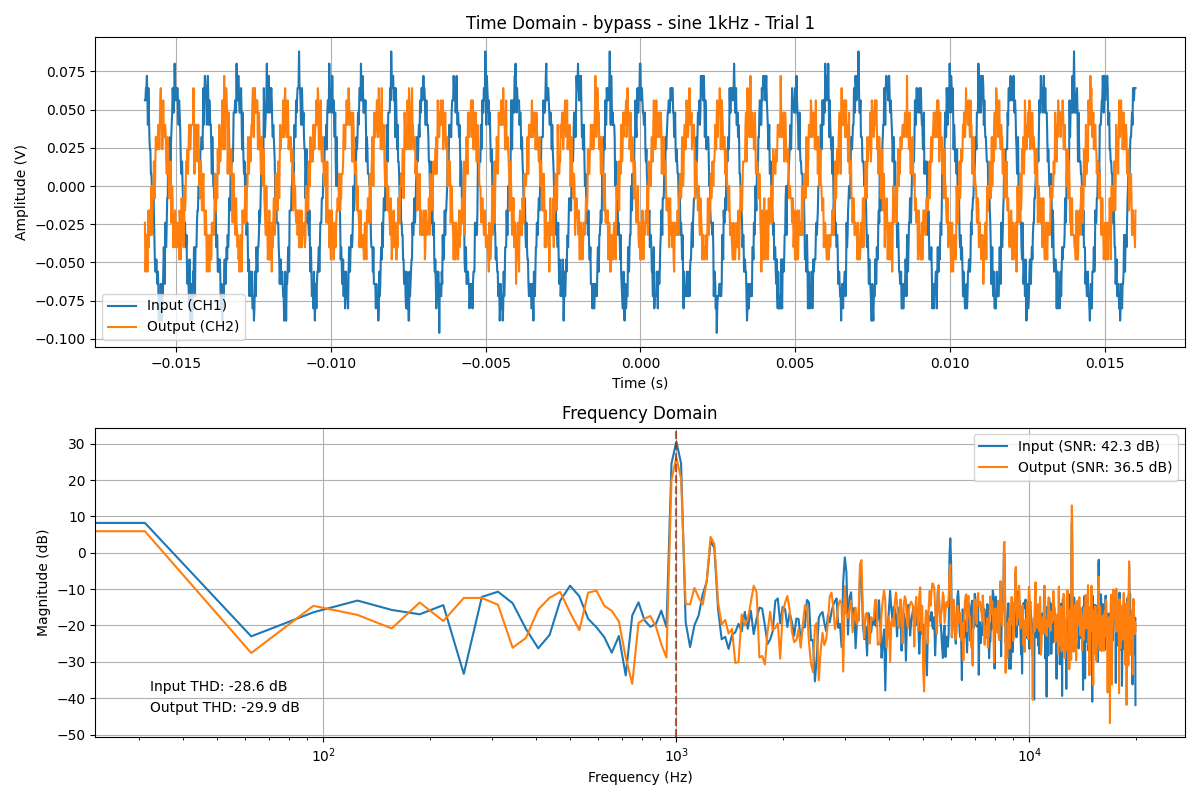 Time Domain - bypass - sine 1kHz - Trial 1
Amplitude (V)
0.075
0.050
0.025
0.000
−0.025
−0.050
−0.075
−0.100
Input (CH1)
Output (CH2)
−0.015 −0.010 −0.005 0.000 0.005 0.010 0.015
Time (s)
Frequency Domain
Magnitude (dB)
30
20
10
0
−10
−20
−30
−40
−50
Input (SNR: 42.3 dB)
Output (SNR: 36.5 dB)
Input THD: -28.6 dB
Output THD: -29.9 dB
10² 10³ 10⁴
Frequency (Hz)